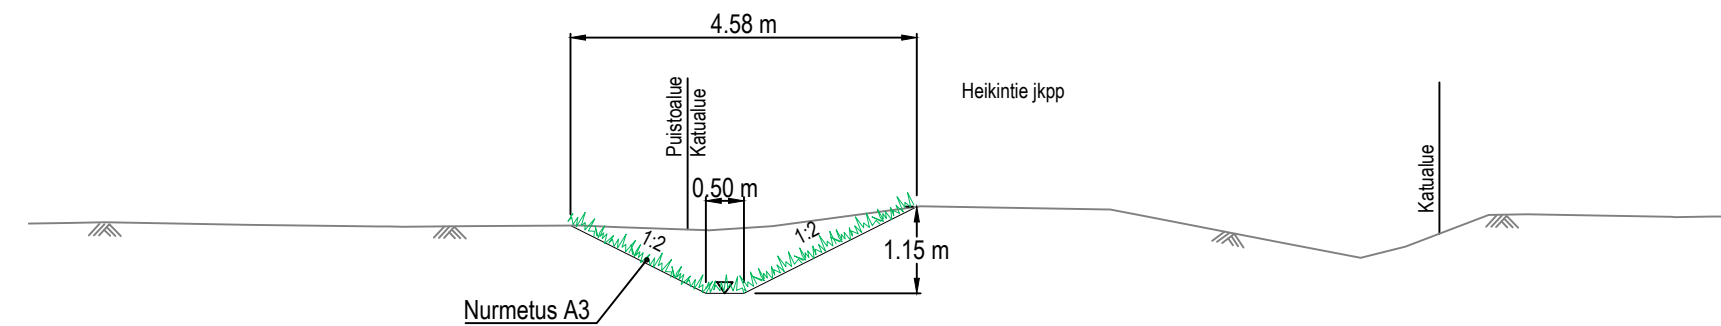 4.58 m
Heikintie jkpp
Puistoalue
Katualue
Katualue
0.50 m
1:2
1:2
1.15 m
Nurmetus A3